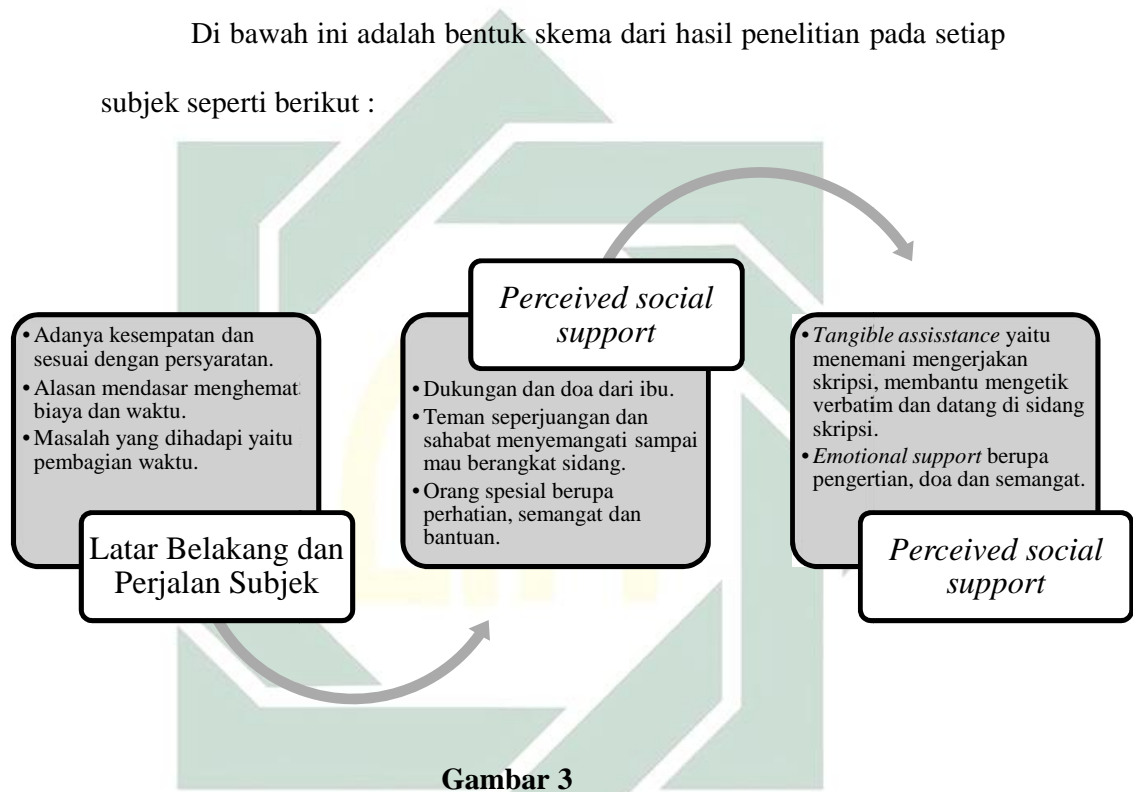 Di bawah ini adalah bentuk skema dari hasil penelitian pada setiap
subjek seperti berikut :
• Adanya kesempatan dan
sesuai dengan persyaratan.
• Alasan mendasar menghemat
biaya dan waktu.
• Masalah yang dihadapi yaitu
pembagian waktu.
Latar Belakang dan
Perjalan Subjek
Perceived social
support
• Dukungan dan doa dari ibu.
• Teman seperjuangan dan
sahabat menyemangati sampai
mau berangkat sidang.
• Orang spesial berupa
perhatian, semangat dan
bantuan.
• Tangible assisstance yaitu
menemani mengerjakan
skripsi, membantu mengetik
verbatim dan datang di sidang
skripsi.
• Emotional support berupa
pengertian, doa dan semangat.
Perceived social
support
Gambar 3